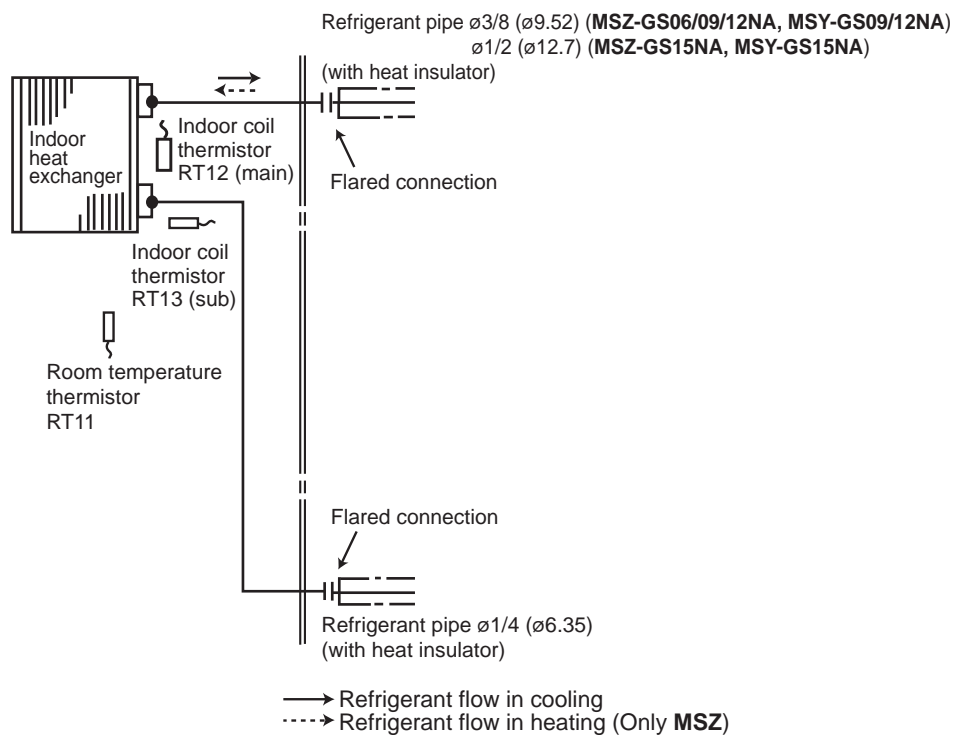 Refrigerant pipe ø3/8 (ø9.52) (MSZ-GS06/09/12NA, MSY-GS09/12NA)
ø1/2 (ø12.7) (MSZ-GS15NA, MSY-GS15NA)
(with heat insulator)
Indoor
heat
exchanger
Indoor coil
thermistor
RT12 (main)
Flared connection
Indoor coil
thermistor
RT13 (sub)
Room temperature
thermistor
RT11
Flared connection
Refrigerant pipe ø1/4 (ø6.35)
(with heat insulator)
Refrigerant flow in cooling
Refrigerant flow in heating (Only MSZ)